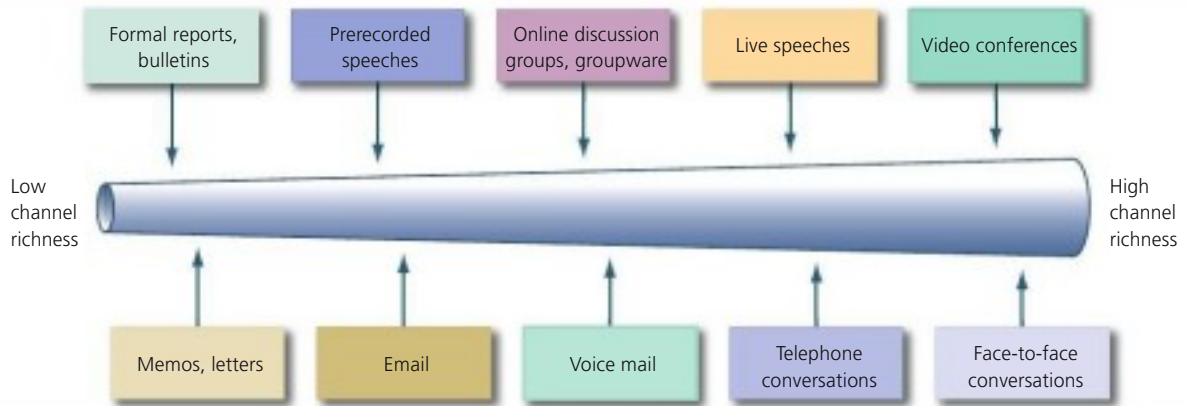 Formal reports,
bulletins
Prerecorded
speeches
Online discussion
groups, groupware
Live speeches
Video conferences
Low
channel
richness
High
channel
richness
Memos, letters
Email
Voice mail
Telephone
conversations
Face-to-face
conversations